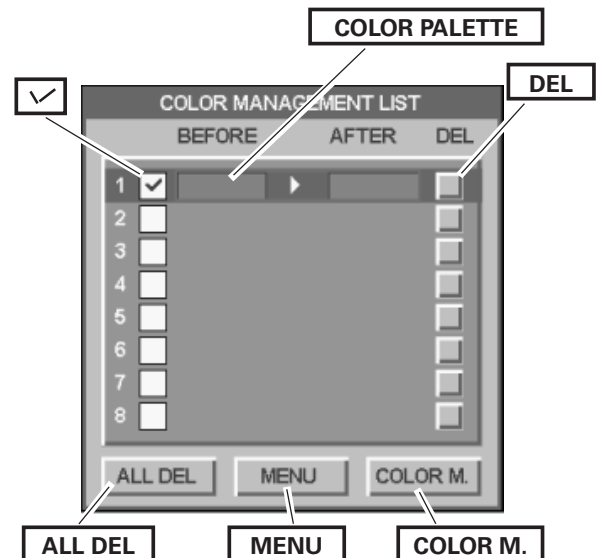 COLOR PALETTE
✓ DEL
COLOR MANAGEMENT LIST
BEFORE AFTER DEL
1 ✓
2
3
4
5
6
7
8
ALL DEL MENU COLOR M.
ALL DEL MENU COLOR M.